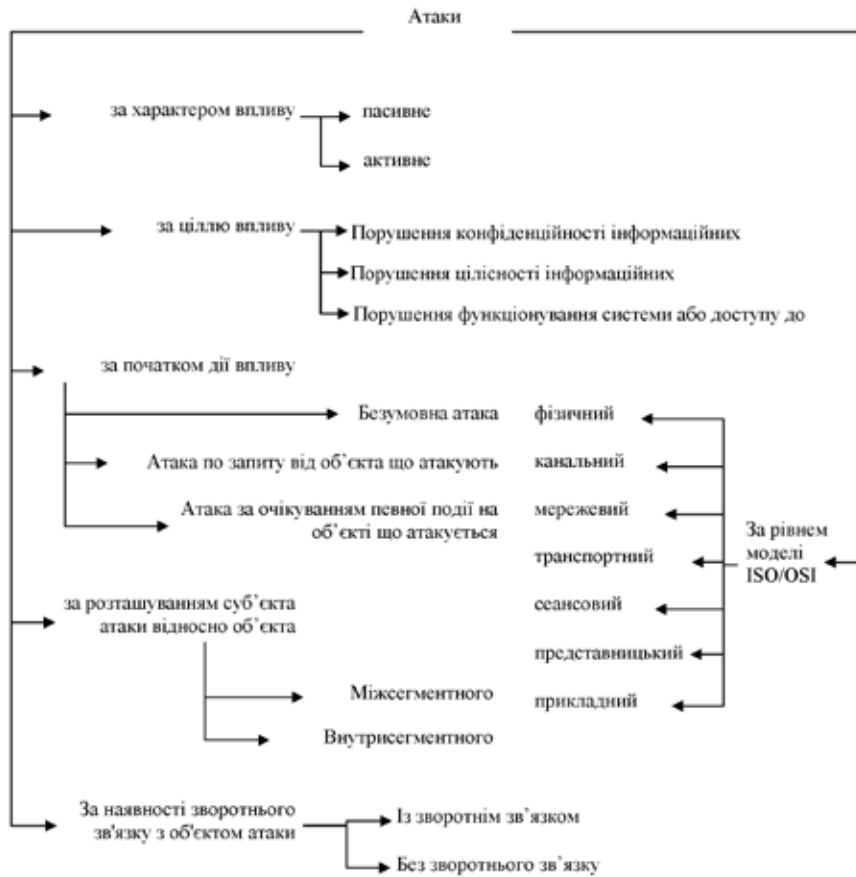 Атаки
за характером впливу
пасивне
активне
за ціллю впливу
Порушення конфіденційності інформаційних
Порушення цілісності інформаційних
Порушення функціонування системи або доступу до
за початком дії впливу
Безумовна атака
Атака по запиту від об’єкта що атакують
Атака за очікуванням певної події на
об’єкті що атакується
фізичний
канальний
мережевий
транспортний
сеансовий
представницький
прикладний
За рівнем
моделі
ISO/OSI
за розташуванням суб’єкта
атаки відносно об’єкта
Міжсегментного
Внутрисегментного
За наявності зворотнього
зв'язку з об'єктом атаки
Із зворотнім зв’язком
Без зворотнього зв’язку